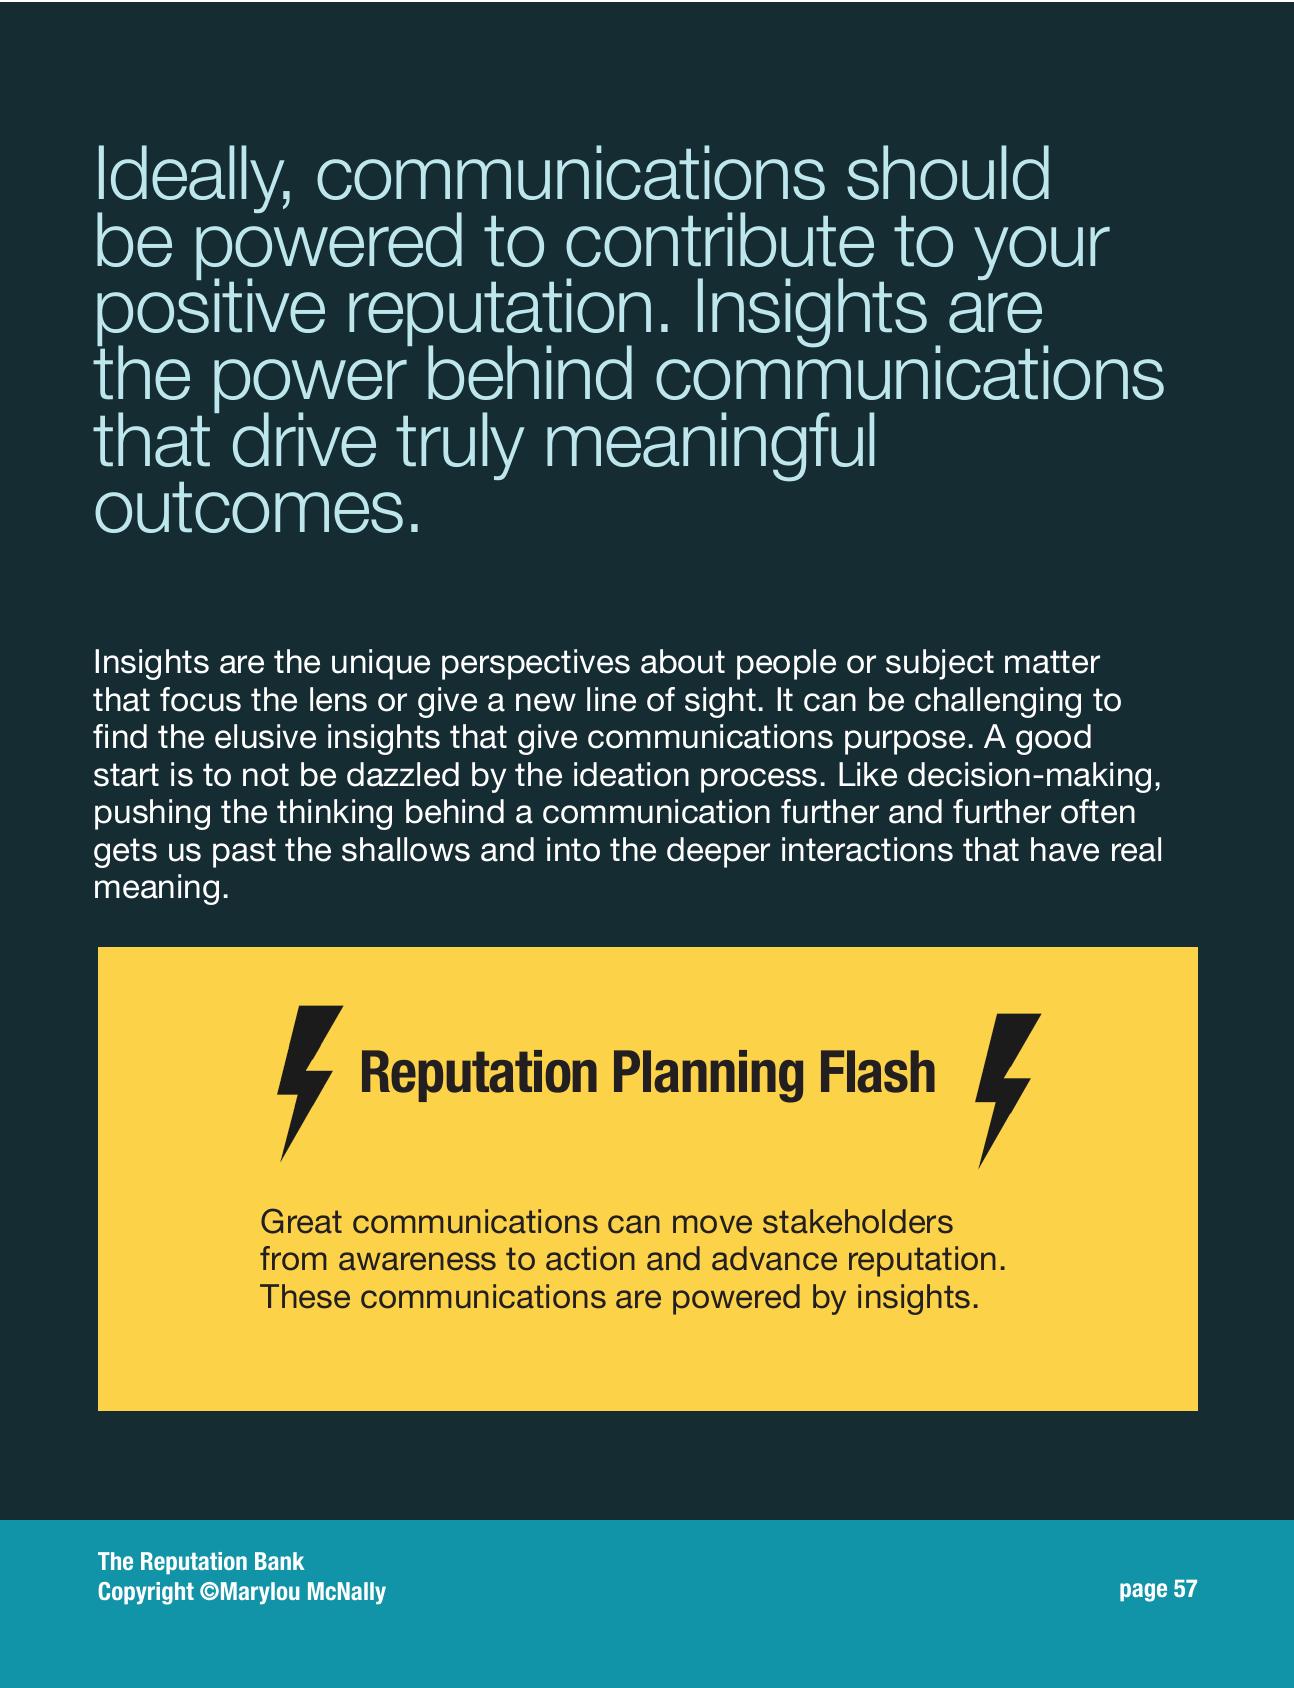 Ideally, communications should
be powered to contribute to your
positive reputation. Insights are
the power behind communications
that drive truly meaningful
outcomes.
Insights are the unique perspectives about people or subject matter
that focus the lens or give a new line of sight. It can be challenging to
find the elusive insights that give communications purpose. A good
start is to not be dazzled by the ideation process. Like decision-making,
pushing the thinking behind a communication further and further often
gets us past the shallows and into the deeper interactions that have real
meaning.
Reputation Planning Flash
Great communications can move stakeholders
from awareness to action and advance reputation.
These communications are powered by insights.
The Reputation Bank
Copyright ©Marylou McNally
page 57